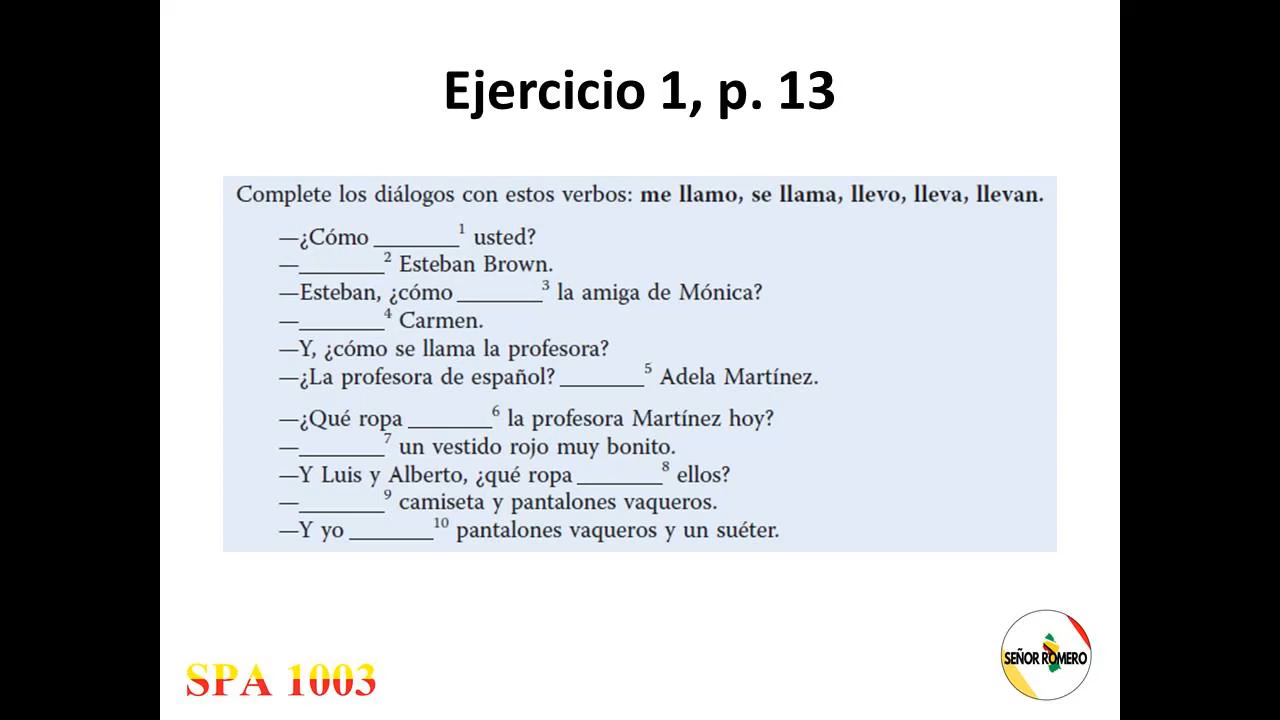 Ejercicio 1, p. 13
Complete los diálogos con estos verbos: me llamo, se llama, llevo, lleva, llevan.
—¿Cómo ________¹ usted?
—________² Esteban Brown.
—Esteban, ¿cómo ________³ la amiga de Mónica?
—________⁴ Carmen.
—Y, ¿cómo se llama la profesora?
—¿La profesora de español? ________⁵ Adela Martínez.
—¿Qué ropa ________⁶ la profesora Martínez hoy?
—________⁷ un vestido rojo muy bonito.
—Y Luis y Alberto, ¿qué ropa ________⁸ ellos?
—________⁹ camiseta y pantalones vaqueros.
—Y yo ________¹⁰ pantalones vaqueros y un suéter.
SPA 1003
SEÑOR ROMERO